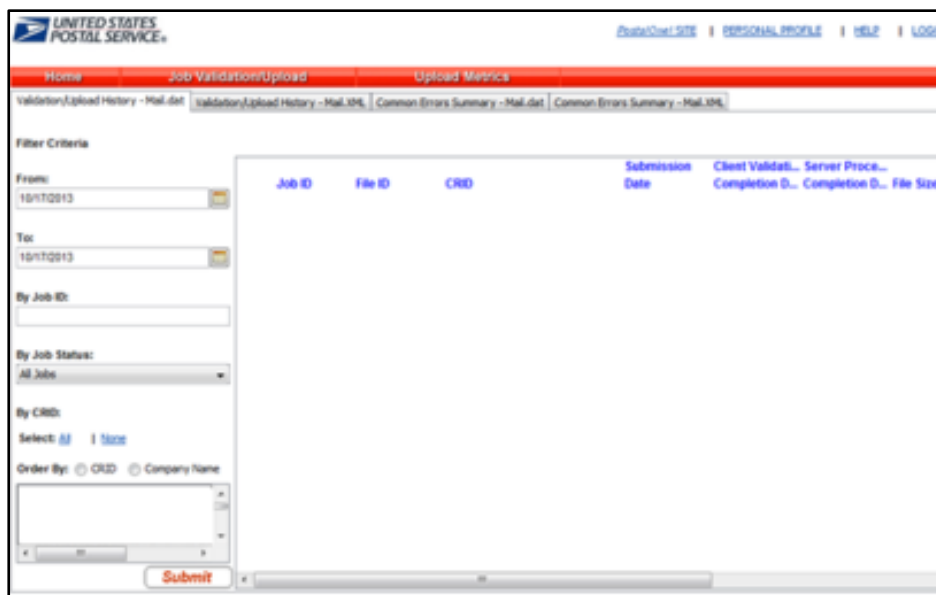 UNITED STATES
POSTAL SERVICE®
PostalOne! SITE | PERSONAL PROFILE | HELP | LOG
Home Job Validation/Upload Upload Metrics
Validation/Upload History - Mail.dat Validation/Upload History - Mail.XML Common Errors Summary - Mail.dat Common Errors Summary - Mail.XML
Filter Criteria
From:
10/17/2013
To:
10/17/2013
By Job ID:
By Job Status:
All Jobs
By CRID:
Select: All | None
Order By: CRID Company Name
Submit
Submission Client Validati... Server Proce...
Job ID File ID CRID Date Completion D... Completion D... File Size